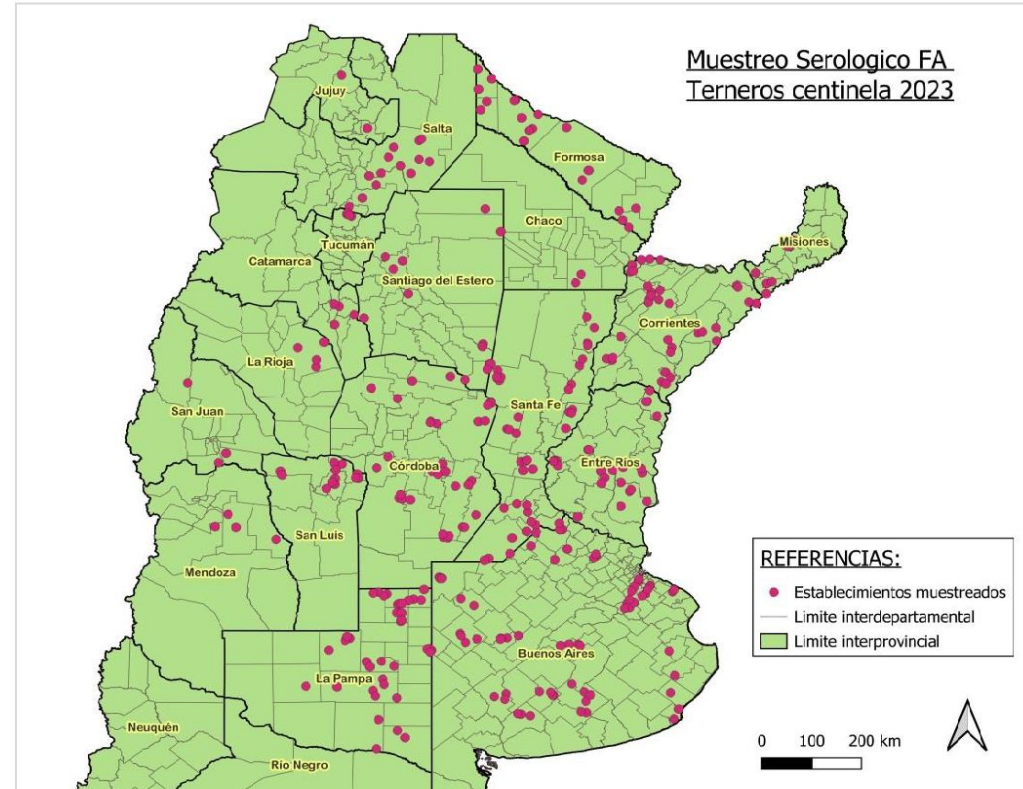 Muestreo Serologico FA
Terneros centinela 2023
Jujuy
Salta
Formosa
Chaco
Misiones
Tucumán
Catamarca
Santiago del Estero
Corrientes
La Rioja
Santa Fe
San Juan
Córdoba
Entre Ríos
San Luis
Mendoza
Buenos Aires
La Pampa
Neuquén
Río Negro
REFERENCIAS:
Establecimientos muestreados
Limite interdepartamental
Limite interprovincial
0 100 200 km